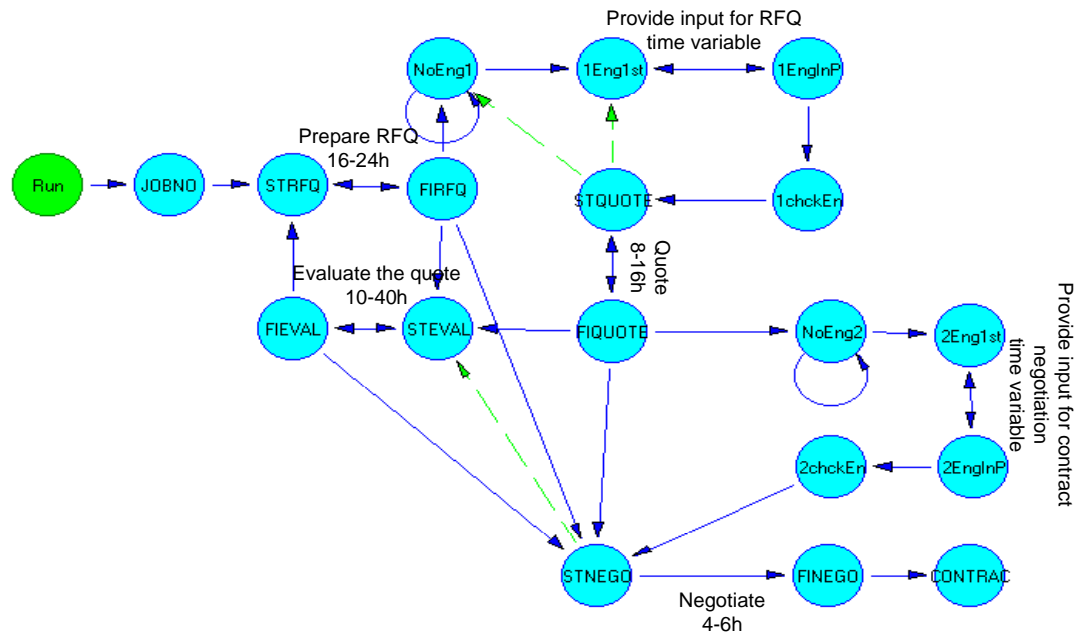 Provide input for RFQ
time variable
NoEng1
1Eng1st
1EngInP
Prepare RFQ
16-24h
Run
JOBNO
STRFQ
FIRFQ
STQUOTE
1chckEn
Quote
8-16h
Evaluate the quote
10-40h
FIEVAL
STEVAL
FIQUOTE
NoEng2
2Eng1st
Provide input for contract
negotiation
time variable
2chckEn
2EngInP
STNEGO
FINEGO
CONTRAC
Negotiate
4-6h